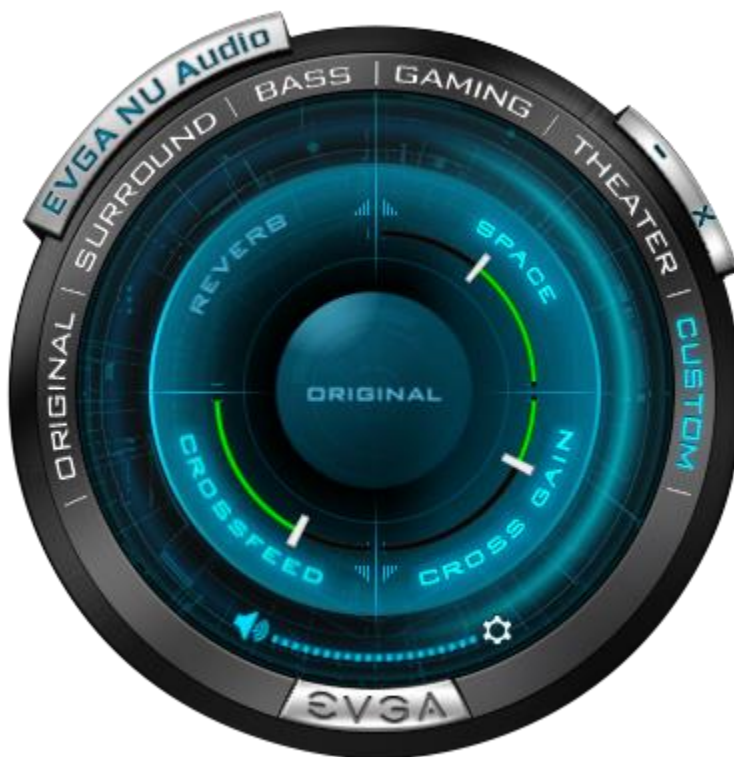 EVGA NU Audio
- x
ORIGINAL | SURROUND | BASS | GAMING | THEATER | CUSTOM |
REVERB
SPACE
ORIGINAL
CROSSFEED
CROSS GAIN
EVGA